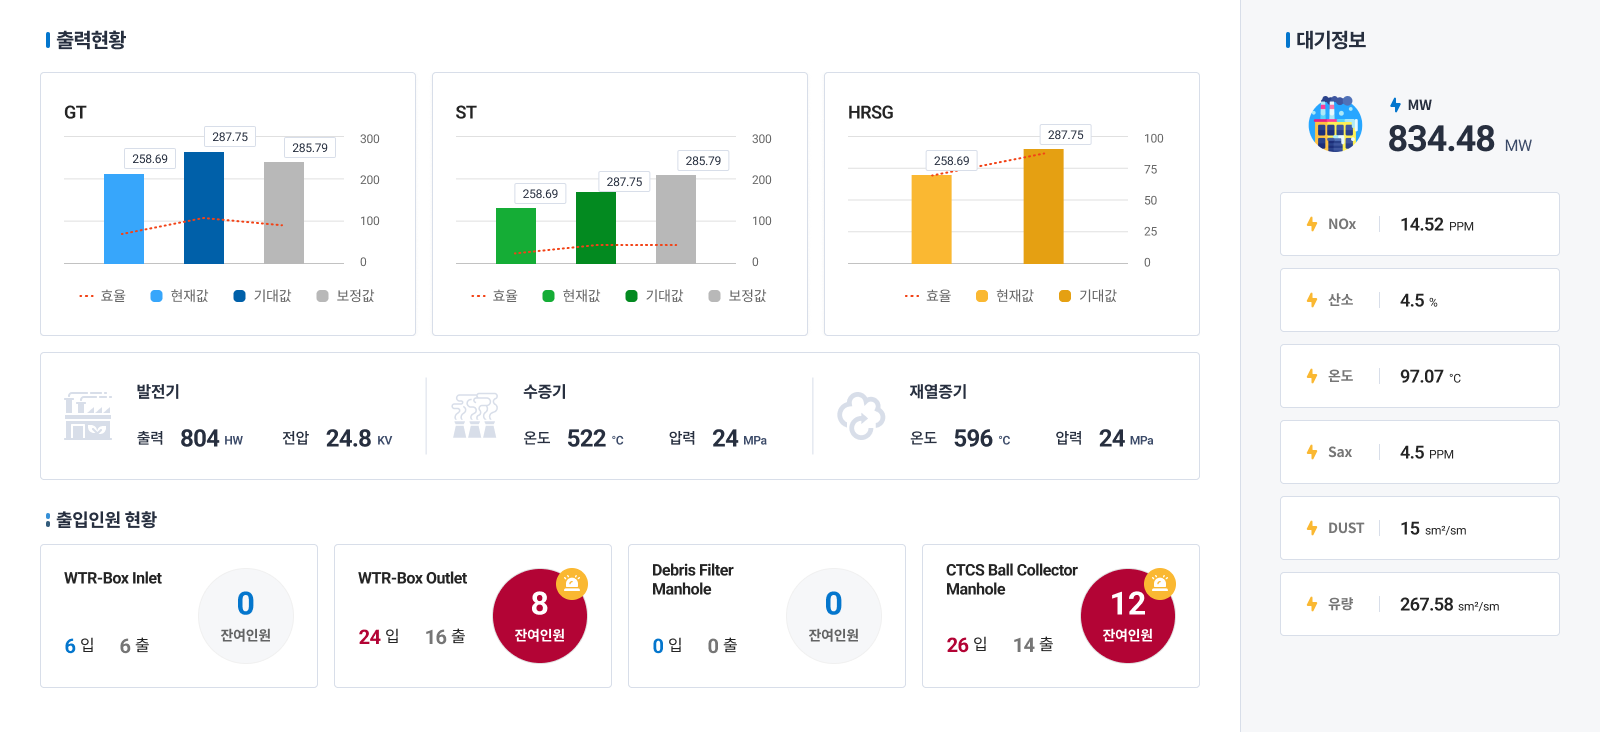 출력현황
GT
258.69
287.75
285.79
300
200
100
0
효율 현재값 기대값 보정값
ST
258.69
287.75
285.79
300
200
100
0
효율 현재값 기대값 보정값
HRSG
258.69
287.75
100
75
50
25
0
효율 현재값 기대값
발전기
출력 804 HW 전압 24.8 KV
수증기
온도 522 °C 압력 24 MPa
재열증기
온도 596 °C 압력 24 MPa
출입인원 현황
WTR-Box Inlet
0
잔여인원
6 입 6 출
WTR-Box Outlet
8
잔여인원
24 입 16 출
Debris Filter
Manhole
0
잔여인원
0 입 0 출
CTCS Ball Collector
Manhole
12
잔여인원
26 입 14 출
대기정보
MW
834.48 MW
NOx 14.52 PPM
산소 4.5 %
온도 97.07 °C
Sax 4.5 PPM
DUST 15 sm²/sm
유량 267.58 sm²/sm